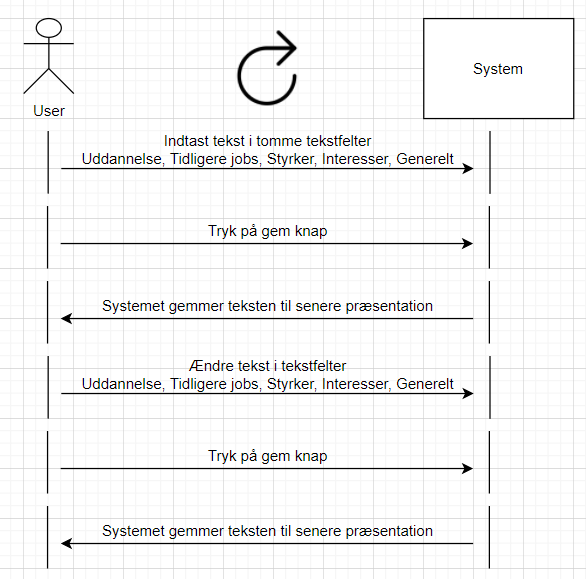 User
System
Indtast tekst i tomme tekstfelter
Uddannelse, Tidligere jobs, Styrker, Interesser, Generelt
Tryk på gem knap
Systemet gemmer teksten til senere præsentation
Ændre tekst i tekstfelter
Uddannelse, Tidligere jobs, Styrker, Interesser, Generelt
Tryk på gem knap
Systemet gemmer teksten til senere præsentation